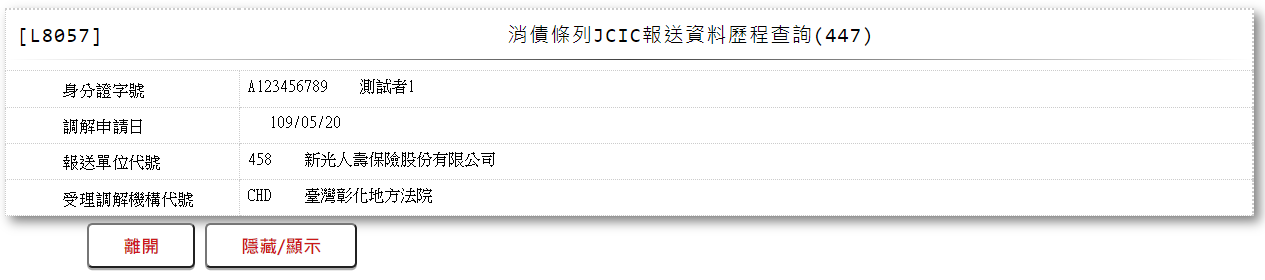 [L8057] 消債條列JCIC報送資料歷程查詢(447)
身分證字號 A123456789 測試者1
調解申請日 109/05/20
報送單位代號 458 新光人壽保險股份有限公司
受理調解機構代號 CHD 臺灣彰化地方法院
離開 隱藏/顯示